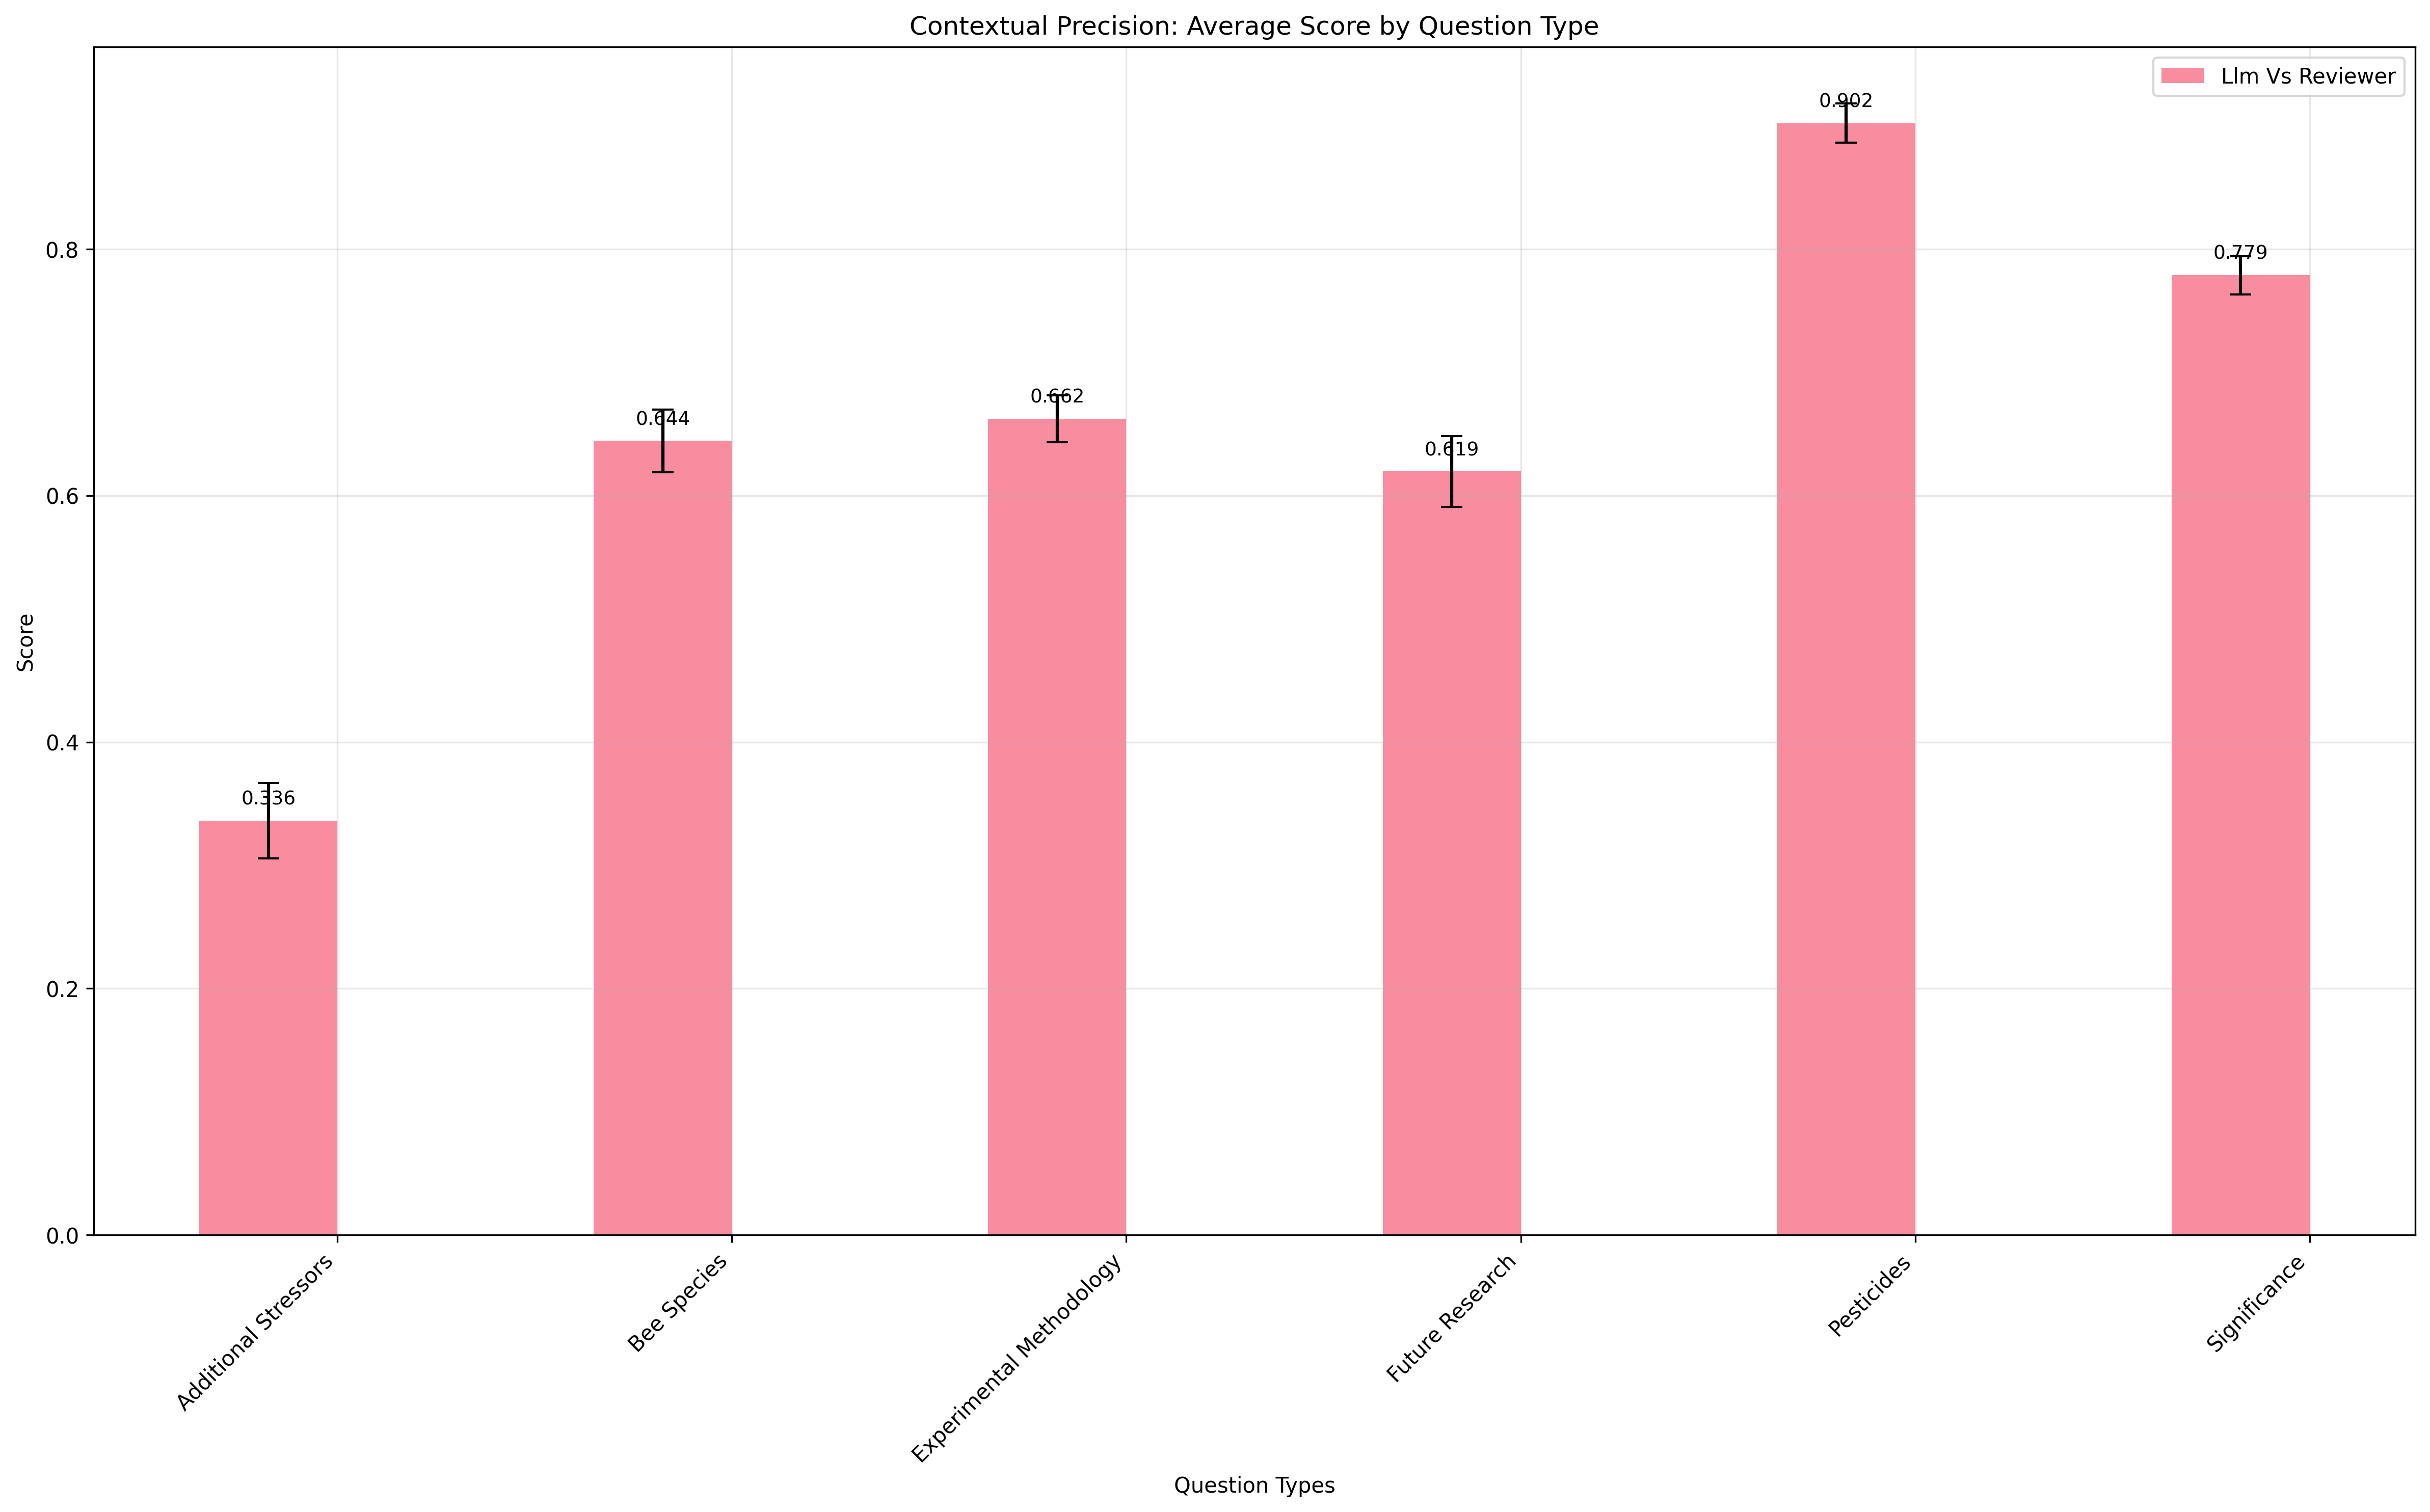 Contextual Precision: Average Score by Question Type
Llm Vs Reviewer
0.902
0.779
0.662
0.644
0.619
0.336
Score
0.8
0.6
0.4
0.2
0.0
Additional Stressors
Bee Species
Experimental Methodology
Future Research
Pesticides
Significance
Question Types